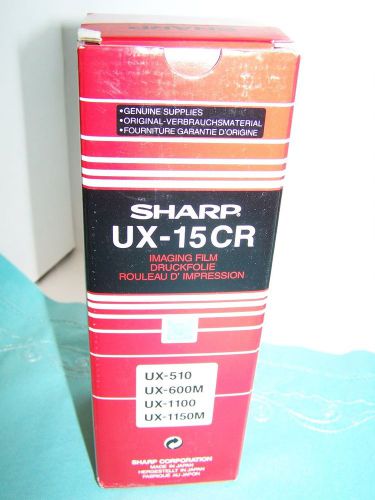 •GENUINE SUPPLIES
•ORIGINAL-VERBRAUCHSMATERIAL
•FOURNITURE GARANTIE D'ORIGINE
SHARP®
UX-15CR
IMAGING FILM
DRUCKFOLIE
ROULEAU D' IMPRESSION
UX-510
UX-600M
UX-1100
UX-1150M
SHARP CORPORATION
MADE IN JAPAN
HERGESTELLT IN JAPAN
FABRIQUE AU JAPON